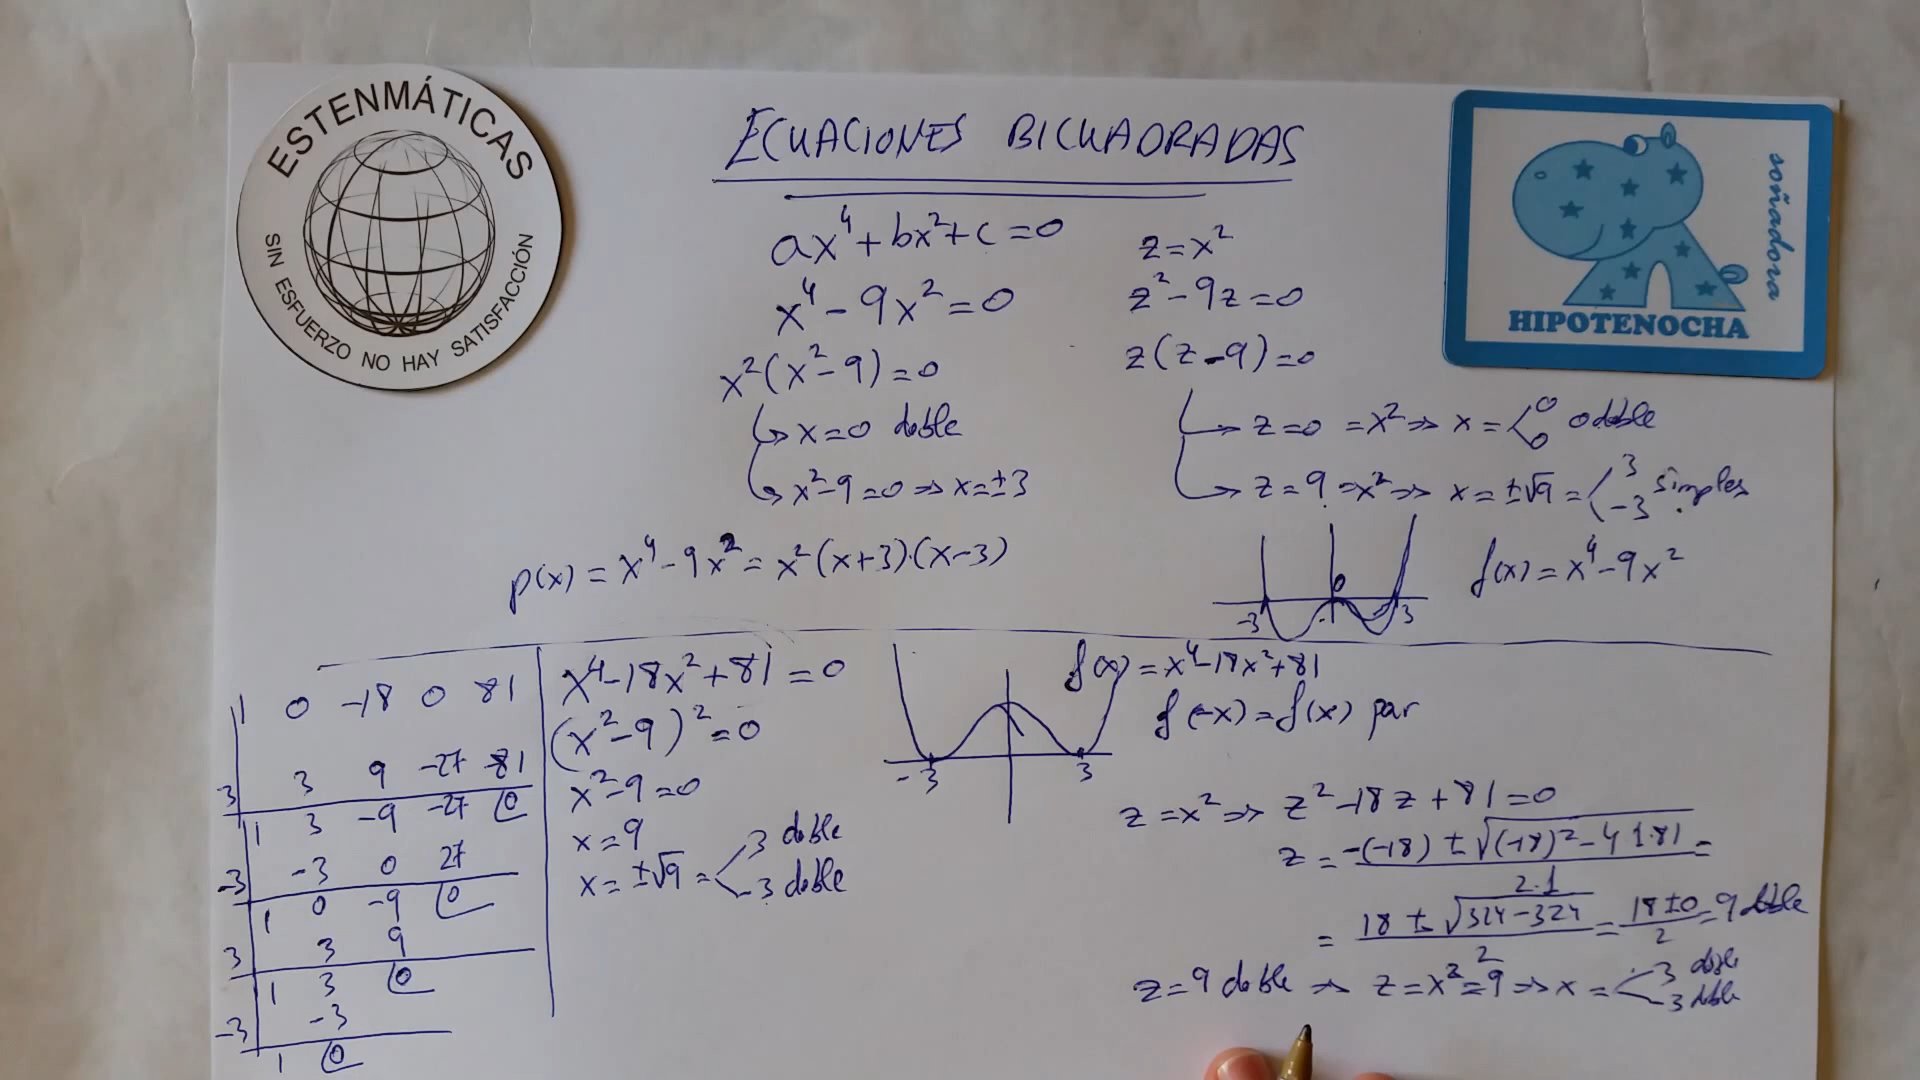 ESTENMÁTICAS
SIN ESFUERZO NO HAY SATISFACCIÓN
ECUACIONES BICUADRADAS
soñadora
HIPOTENOCHA
ax⁴+bx²+c=0
x⁴-9x²=0
x²(x²-9)=0
x=0 doble
x²-9=0 ⇒ x=±3
z=x²
z²-9z=0
z(z-9)=0
z=0 =x² ⇒ x=< 0 0 0 doble
z=9 =x² ⇒ x=±√9 =< 3 -3 simples
p(x)=x⁴-9x²=x²(x+3)·(x-3)
-3 0 3
-1
f(x)=x⁴-9x²
1 0 -18 0 81
3 3 9 -27 -81
1 3 -9 -27 0
-3 -3 0 27
1 0 -9 0
3 3 9
1 3 0
-3 -3
1 0
x⁴-18x²+81=0
(x²-9)²=0
x²-9=0
x=9
x=±√9=< 3 doble -3 doble
-3 3
f(x)=x⁴-18x²+81
f(-x)=f(x) par
z=x² ⇒ z²-18z+81=0
z=-(-18)±√(-18)²-4·1·81 =
2.1
= 18±√324-324 = 18±0 = 9 doble
2 2
z=9 doble ⇒ z=x²=9 ⇒ x=< 3 doble -3 doble